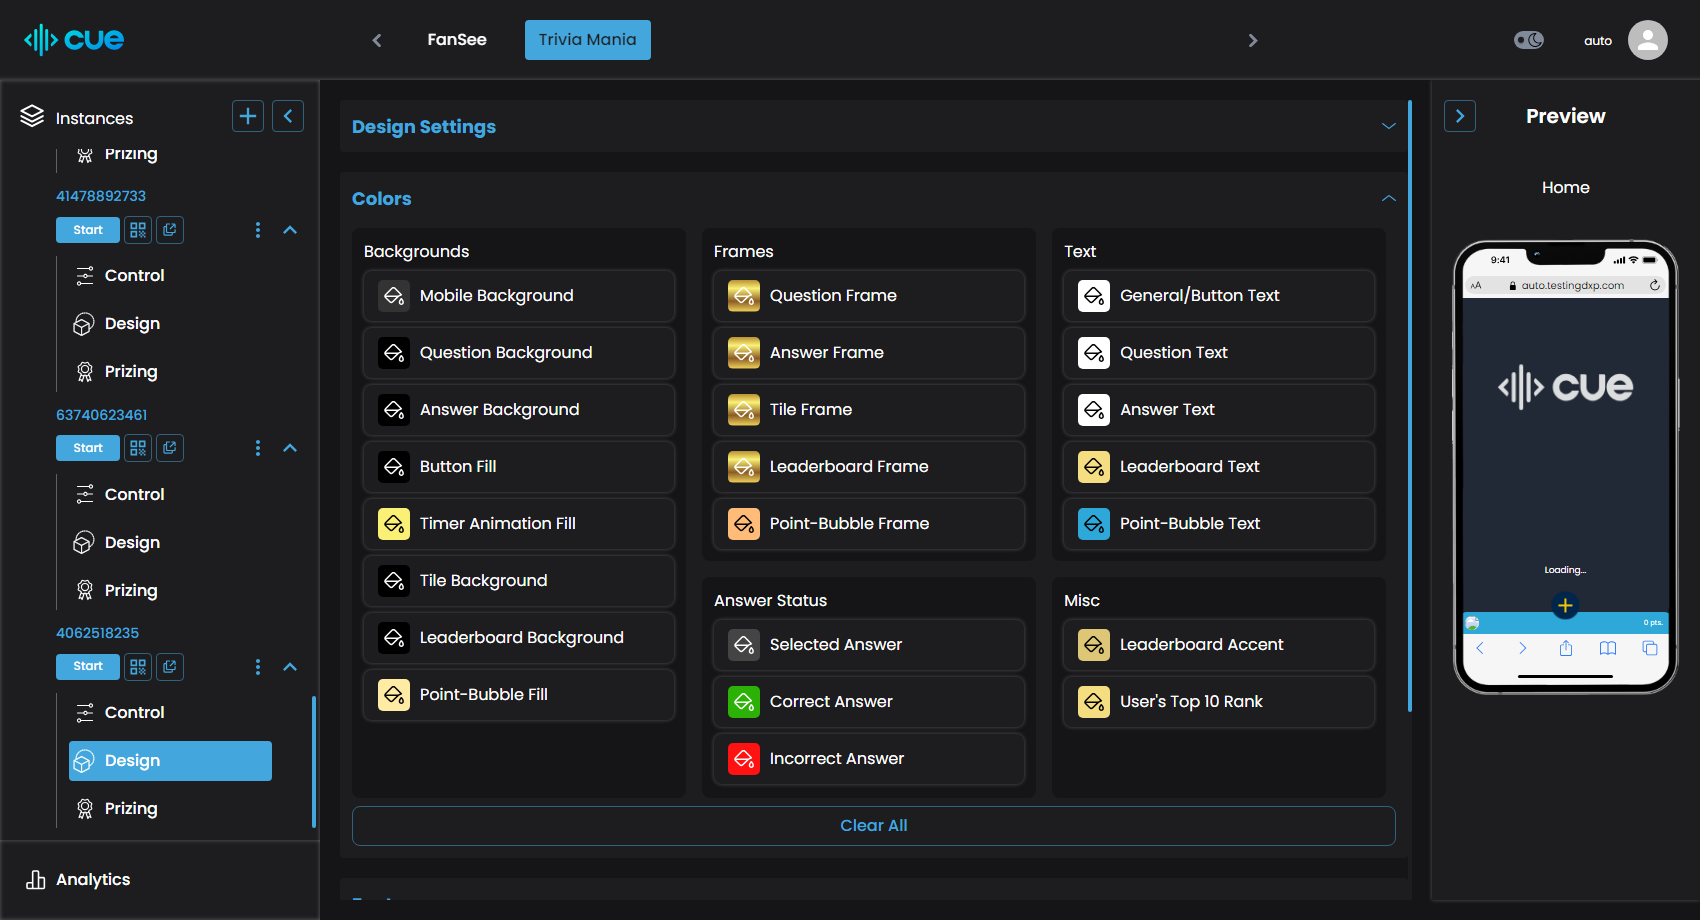 cue
FanSee
Trivia Mania
auto
Instances
Prizing
41478892733
Start
Control
Design
Prizing
63740623461
Start
Control
Design
Prizing
4062518235
Start
Control
Design
Prizing
Analytics
Design Settings
Colors
Backgrounds
Mobile Background
Question Background
Answer Background
Button Fill
Timer Animation Fill
Tile Background
Leaderboard Background
Point-Bubble Fill
Frames
Question Frame
Answer Frame
Tile Frame
Leaderboard Frame
Point-Bubble Frame
Answer Status
Selected Answer
Correct Answer
Incorrect Answer
Text
General/Button Text
Question Text
Answer Text
Leaderboard Text
Point-Bubble Text
Misc
Leaderboard Accent
User's Top 10 Rank
Clear All
Preview
Home
9:41
AA
auto.testingdxp.com
cue
Loading...
0 pts.